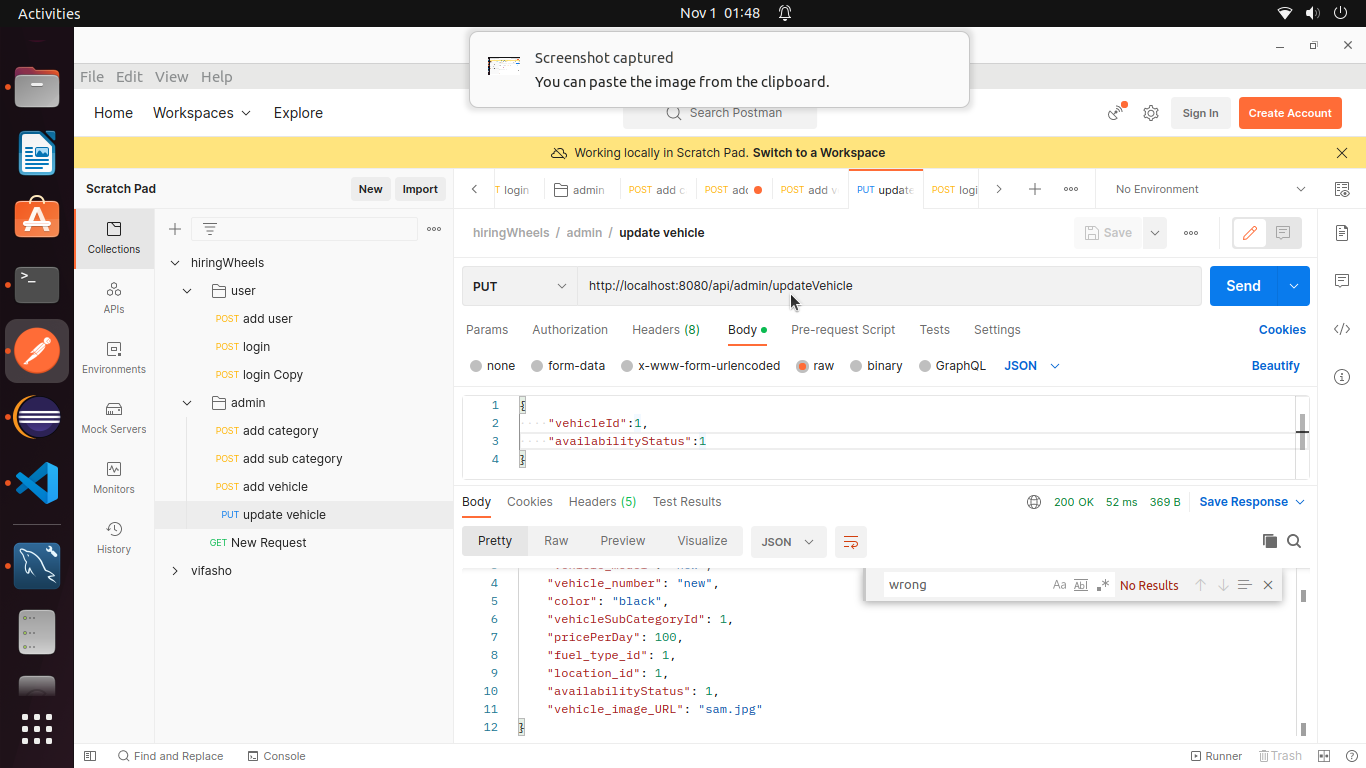 Activities
Nov 1 01:48
Screenshot captured
You can paste the image from the clipboard.
File Edit View Help
Home Workspaces Explore
Search Postman
Sign In
Create Account
Working locally in Scratch Pad. Switch to a Workspace
Scratch Pad
New
Import
login
admin
POST add
POST
POST add
PUT update
POST
No Environment
Collections
APIs
Environments
Mock Servers
Monitors
History
hiringWheels
user
POST add user
POST login
POST login Copy
admin
POST add category
POST add sub category
POST add vehicle
PUT update vehicle
GET New Request
vifasho
hiringWheels / admin / update vehicle
Save
PUT
http://localhost:8080/api/admin/updateVehicle
Send
Params Authorization Headers (8) Body Pre-request Script Tests Settings
Cookies
none form-data x-www-form-urlencoded raw binary GraphQL JSON
Beautify
1 {
2 "vehicleId":1,
3 "availabilityStatus":1
4 }
Body Cookies Headers (5) Test Results
200 OK 52 ms 369 B Save Response
Pretty Raw Preview Visualize JSON
wrong
Aa Abl .*
No Results
4 "vehicle_number": "new",
5 "color": "black",
6 "vehicleSubCategoryId": 1,
7 "pricePerDay": 100,
8 "fuel_type_id": 1,
9 "location_id": 1,
10 "availabilityStatus": 1,
11 "vehicle_image_URL": "sam.jpg"
12 }
Find and Replace
Console
Runner
Trash